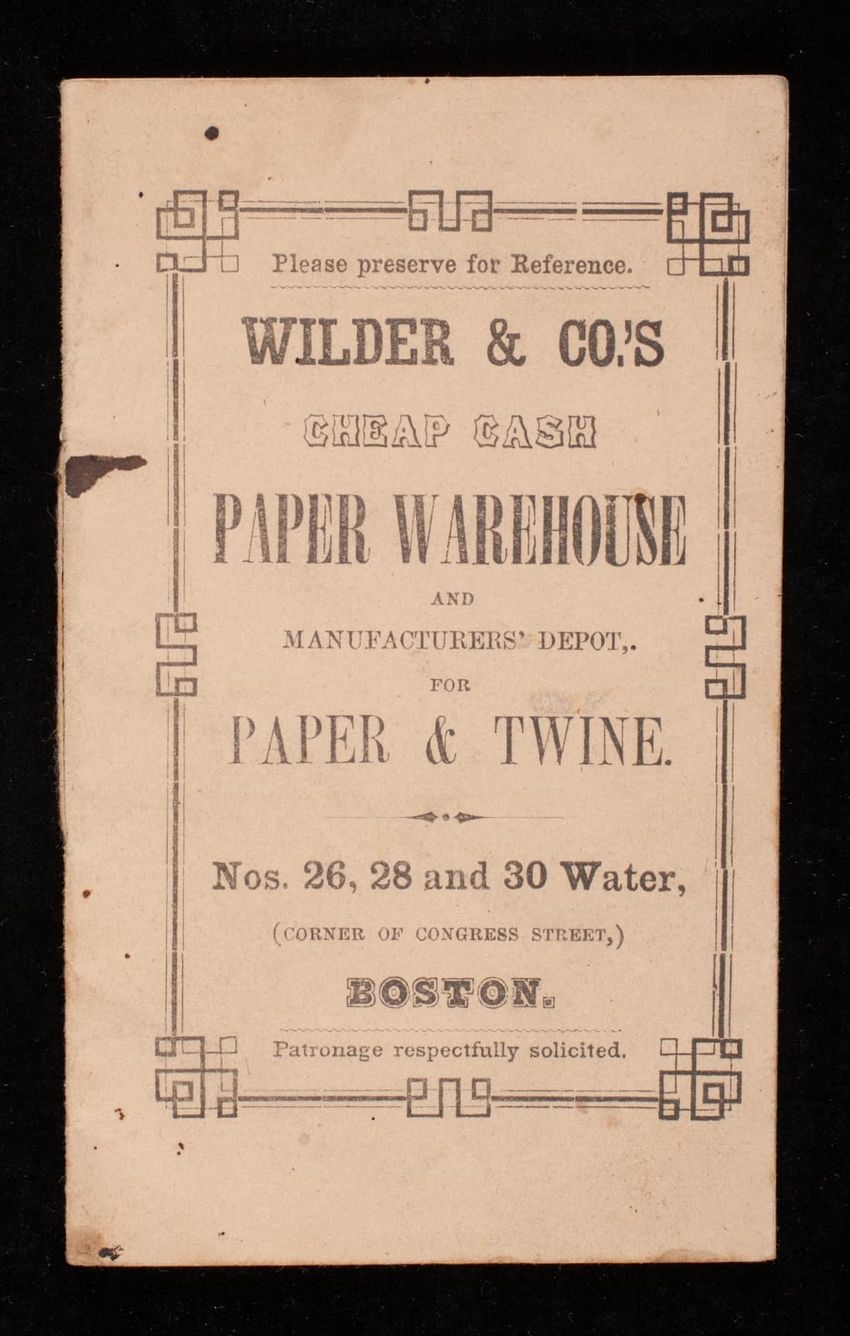 Please preserve for Reference.
WILDER & CO.'S
CHEAP CASH
PAPER WAREHOUSE
AND
MANUFACTURERS' DEPOT,.
FOR
PAPER & TWINE.
Nos. 26, 28 and 30 Water,
(CORNER OF CONGRESS STREET,)
BOSTON.
Patronage respectfully solicited.